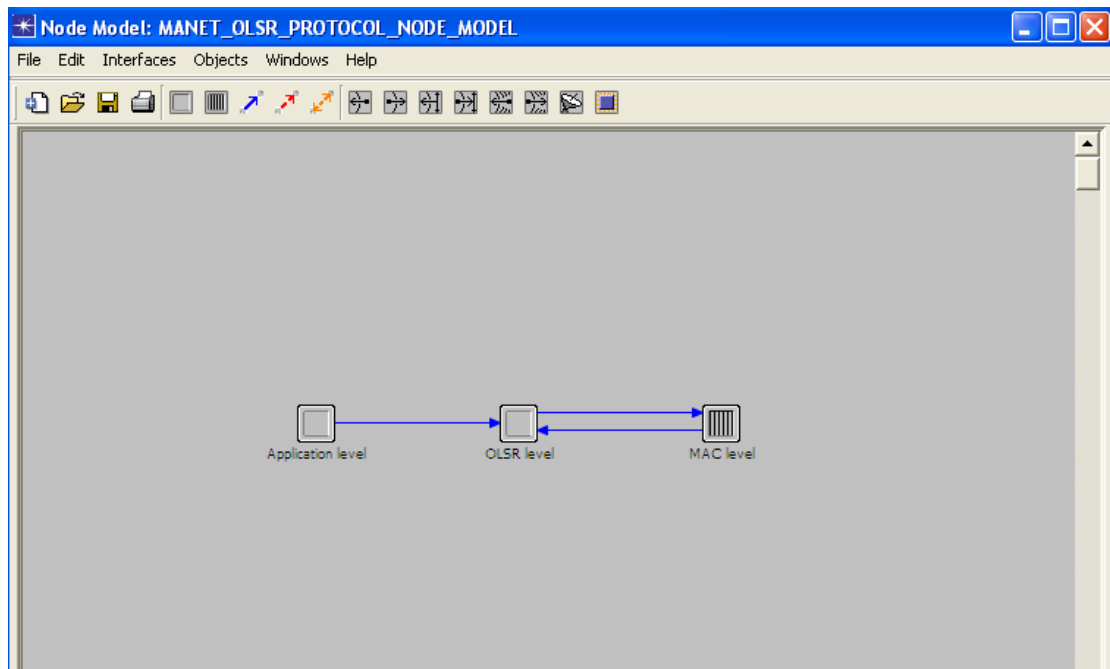 Node Model: MANET_OLSR_PROTOCOL_NODE_MODEL
File Edit Interfaces Objects Windows Help
Application level OLSR level MAC level